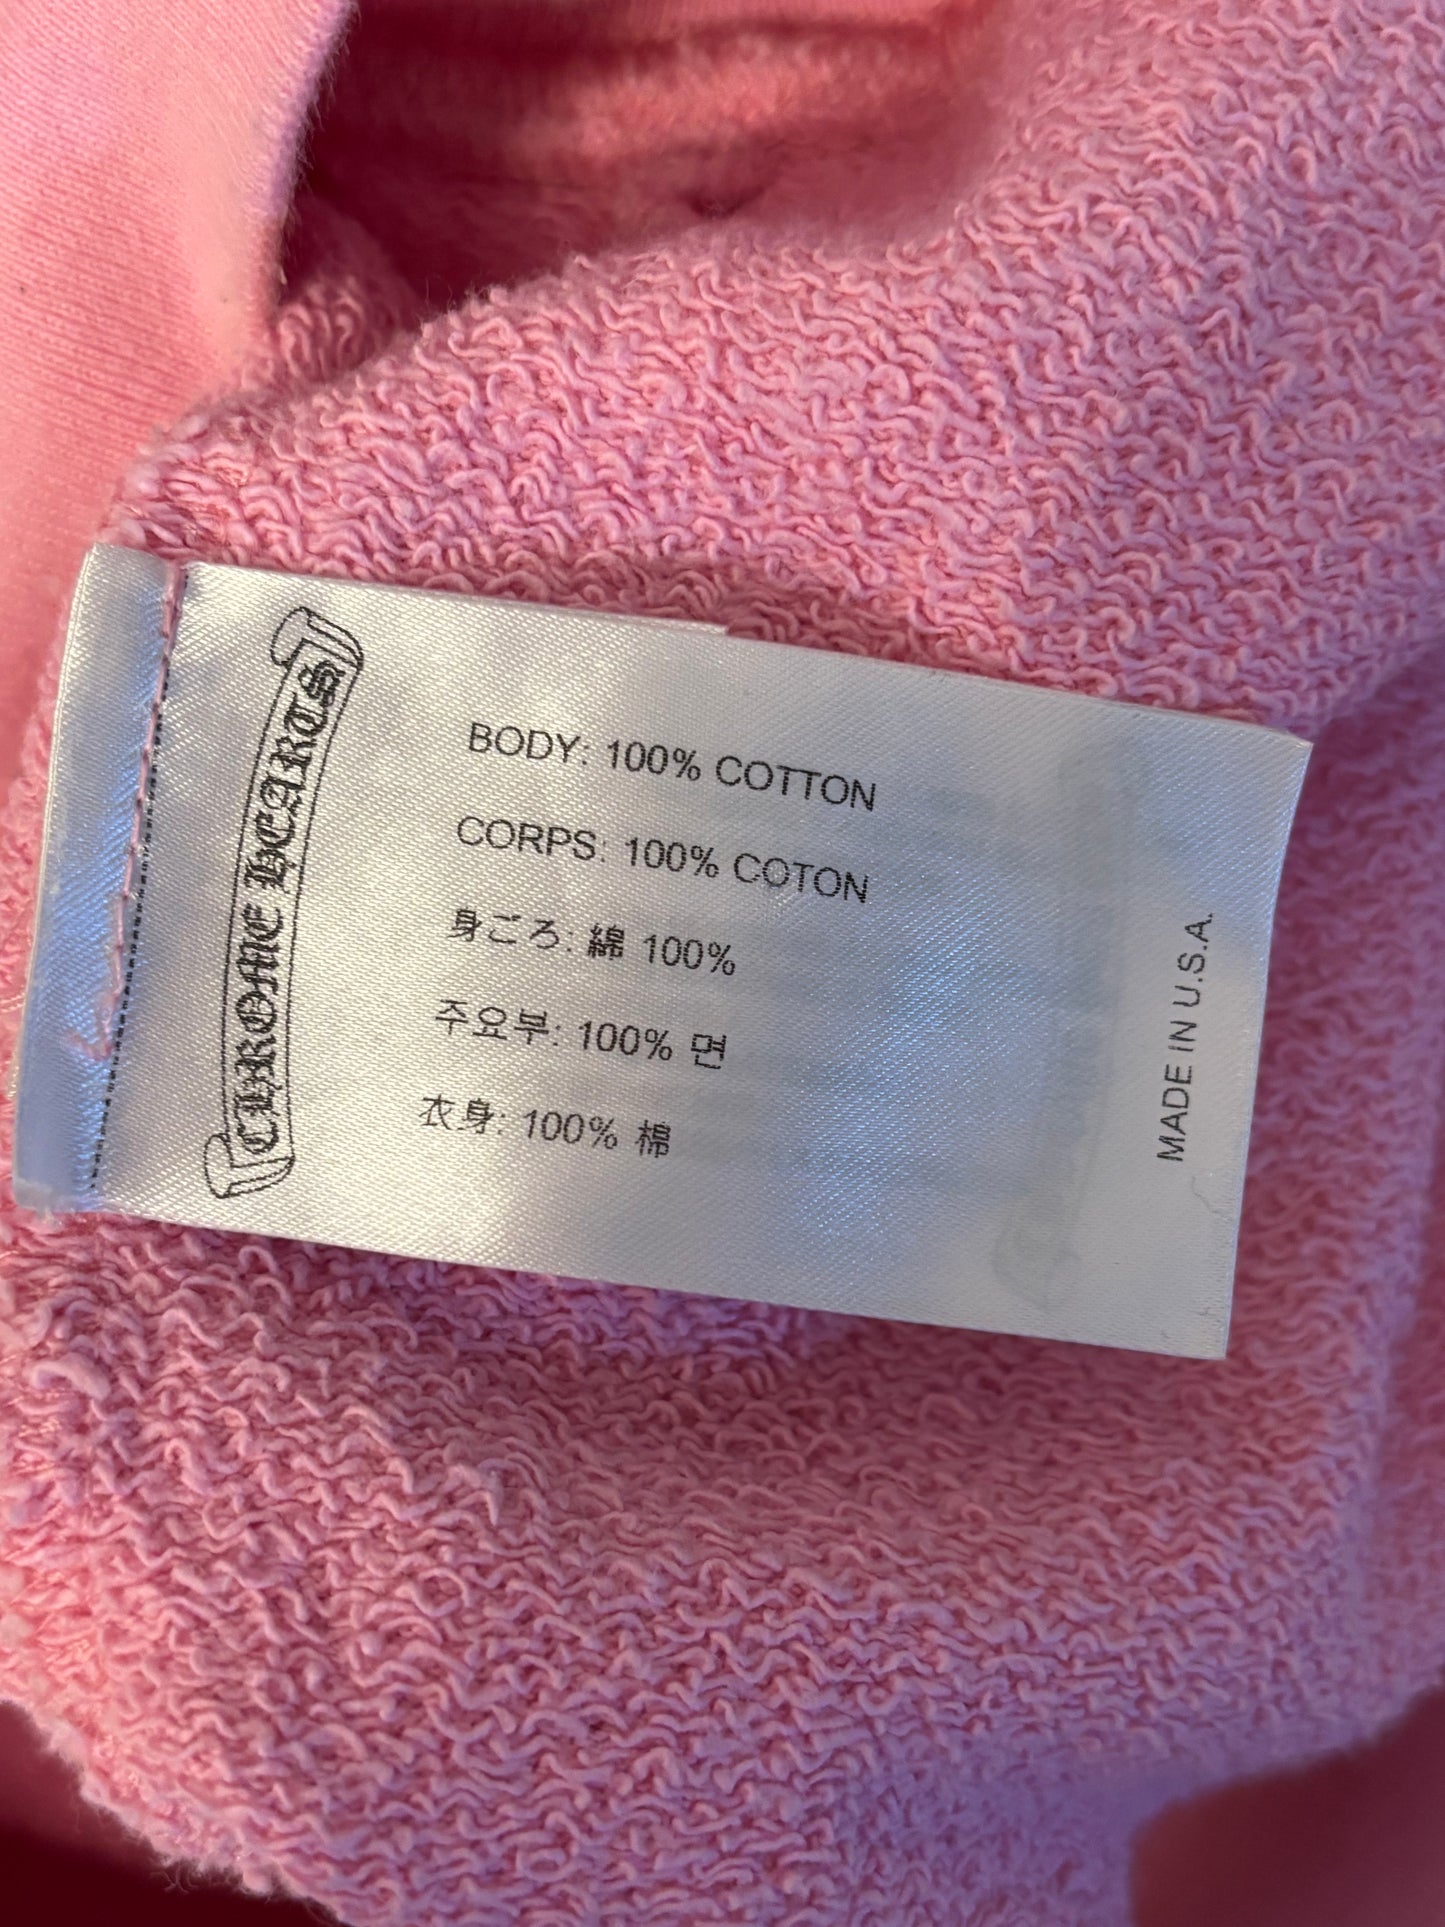 CHROME HEARTS
BODY: 100% COTTON
CORPS: 100% COTON
身ごろ: 綿 100%
주요부: 100% 면
衣身: 100% 棉
MADE IN U.S.A.